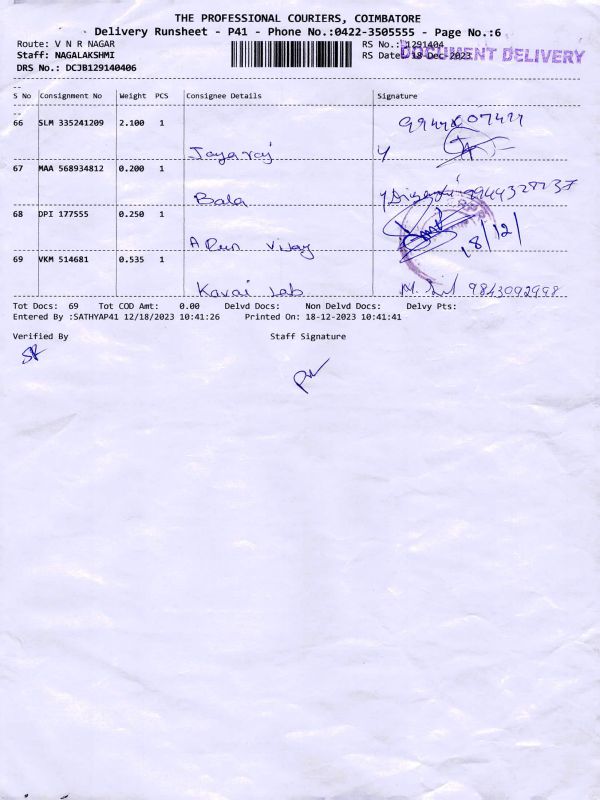 THE PROFESSIONAL COURIERS, COIMBATORE
Delivery Runsheet - P41 - Phone No.:0422-3505555 - Page No.:6
Route: V N R NAGAR
RS No.: 1291404
Staff: NAGALAKSHMI
RS Date: 18-Dec-2023
DOCUMENT DELIVERY
DRS No.: DCJB129140406
--
S No Consignment No Weight PCS Consignee Details Signature
--
66 SLM 335241209 2.100 1
Jayaraj
67 MAA 568934812 0.200 1
Bala
68 DPI 177555 0.250 1
18/12/
Arun Vijay
69 VKM 514681 0.535 1
Kavai Lab 9843092998
Tot Docs: 69 Tot COD Amt: 0.00 Delvd Docs: Non Delvd Docs: Delvy Pts:
Entered By :SATHYAP41 12/18/2023 10:41:26 Printed On: 18-12-2023 10:41:41
Verified By Staff Signature